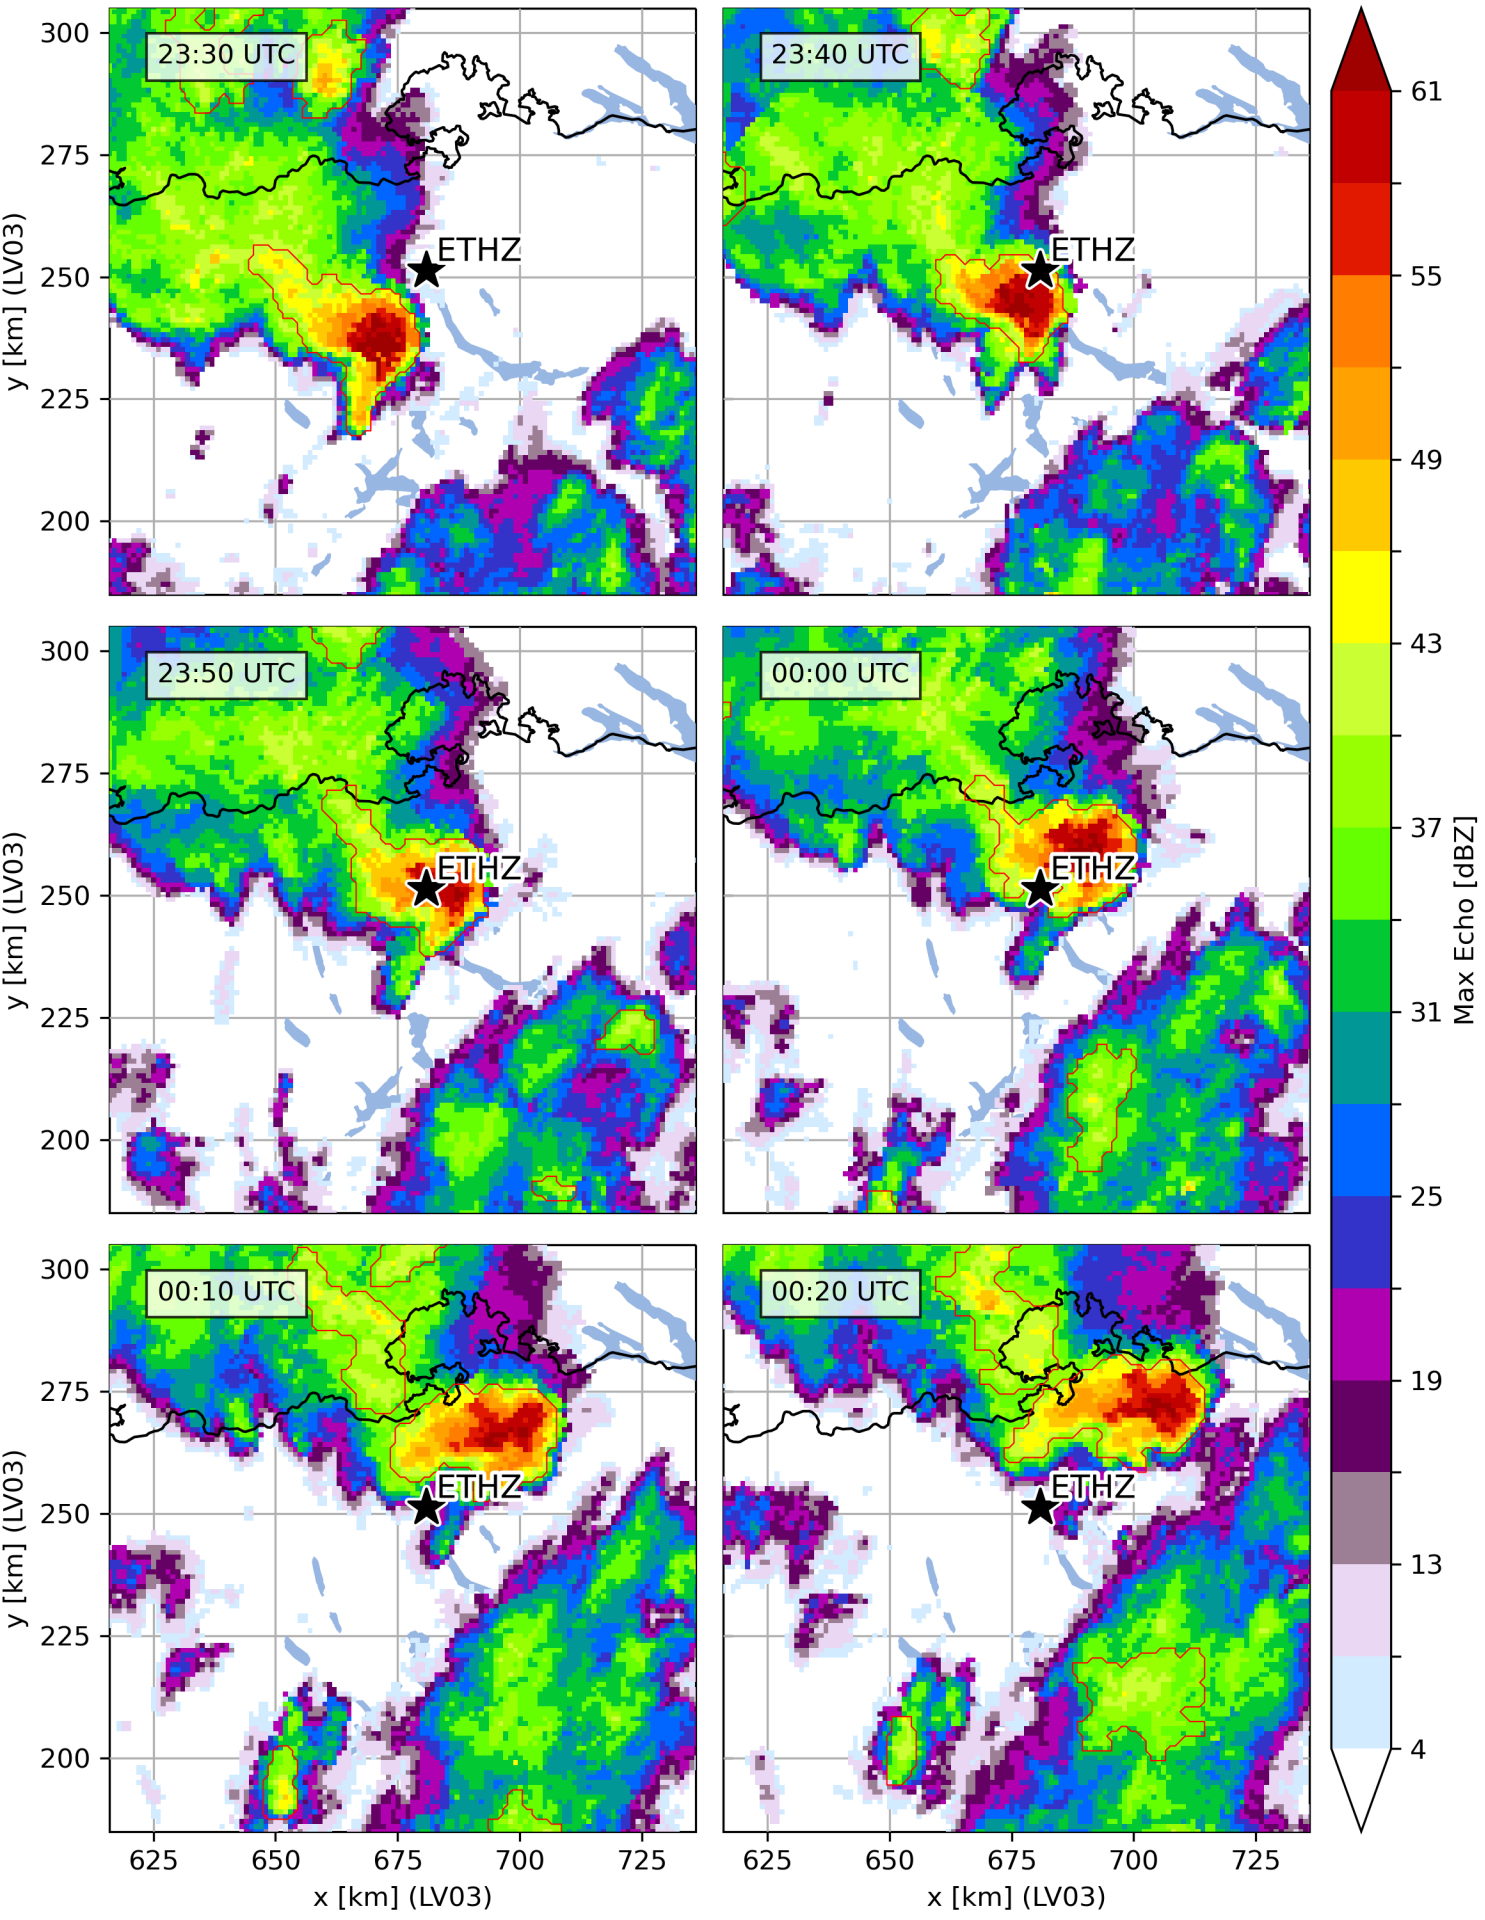 23:30 UTC
ETHZ
300
275
250
225
200
y [km] (LV03)
23:40 UTC
ETHZ
23:50 UTC
ETHZ
300
275
250
225
200
y [km] (LV03)
00:00 UTC
ETHZ
00:10 UTC
ETHZ
300
275
250
225
200
y [km] (LV03)
625 650 675 700 725
x [km] (LV03)
00:20 UTC
ETHZ
625 650 675 700 725
x [km] (LV03)
61
55
49
43
37
31
25
19
13
4
Max Echo [dBZ]